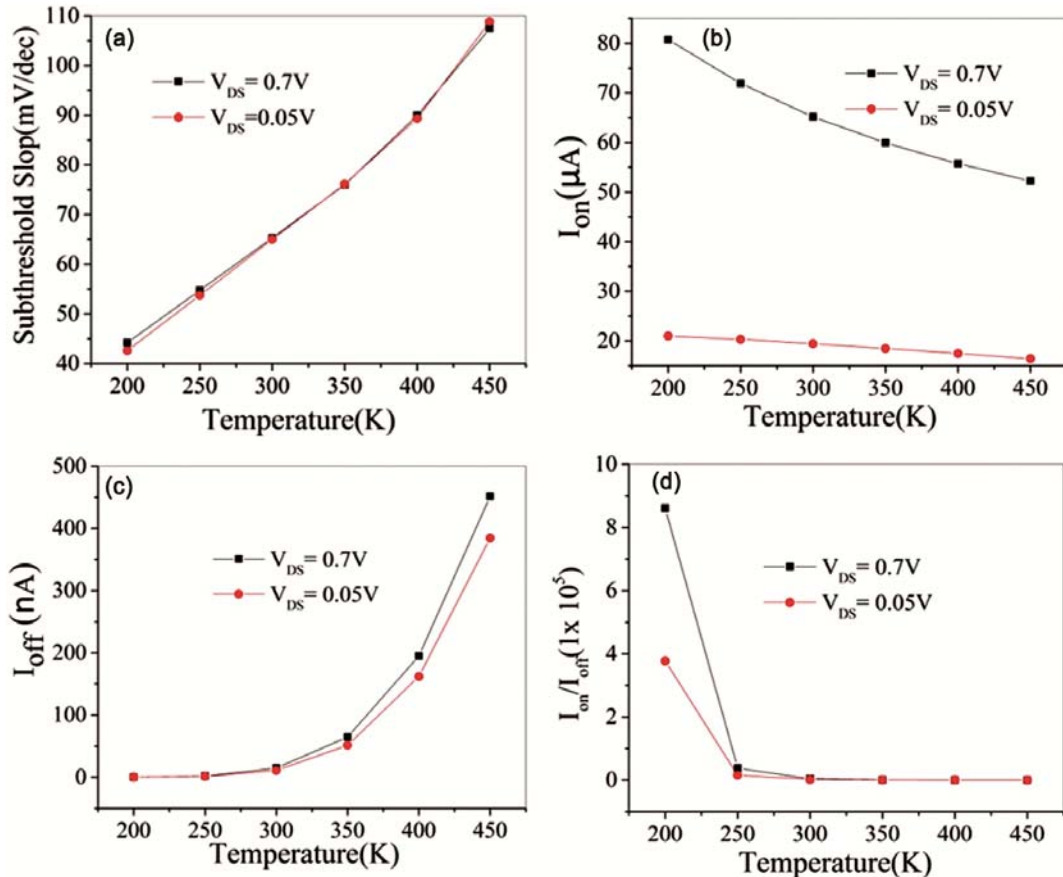 (a)
V_DS= 0.7V
V_DS=0.05V
Subthreshold Slop(mV/dec)
110
100
90
80
70
60
50
40
200 250 300 350 400 450
Temperature(K)
(b)
V_DS= 0.7V
V_DS= 0.05V
I_on(μA)
80
70
60
50
40
30
20
200 250 300 350 400 450
Temperature(K)
(c)
V_DS= 0.7V
V_DS= 0.05V
I_off(nA)
500
400
300
200
100
0
200 250 300 350 400 450
Temperature(K)
(d)
V_DS= 0.7V
V_DS= 0.05V
I_on/I_off(1x 10^5)
10
8
6
4
2
0
200 250 300 350 400 450
Temperature(K)